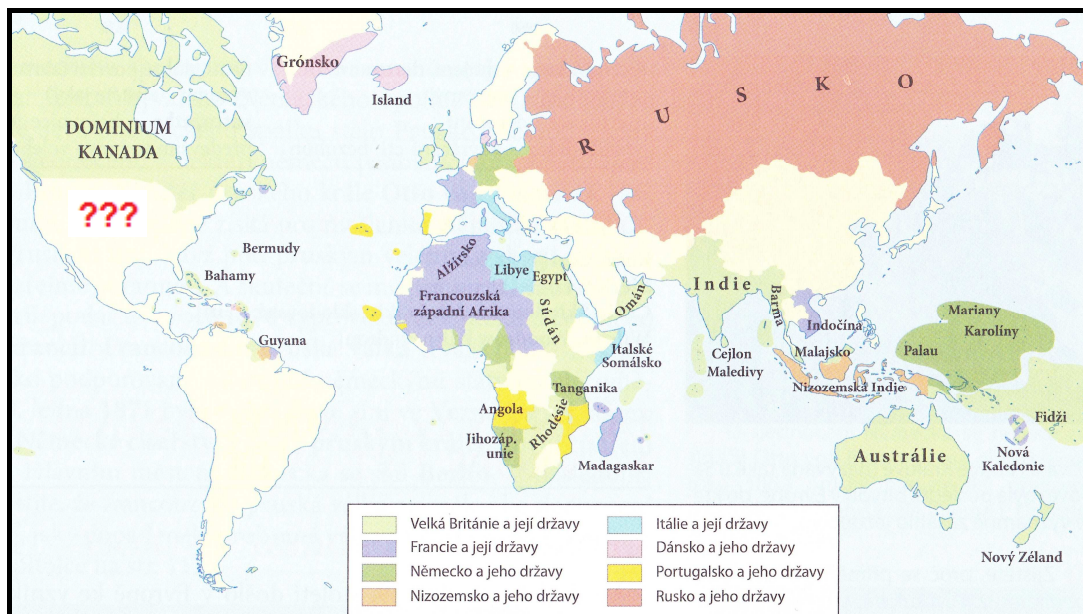 Grónsko
Island
DOMINIUM
KANADA
R U S K O
???
Bermudy
Bahamy
Guyana
Alžírsko
Libye
Egypt
Francouzská
západní Afrika
Súdán
Omán
Indie
Barma
Indočína
Mariany
Karolíny
Palau
Italské
Somálsko
Cejlon
Maledivy
Malajsko
Nizozemská Indie
Tanganika
Angola
Rhodésie
Jihozáp.
unie
Madagaskar
Fidži
Austrálie
Nová
Kaledonie
Nový Zéland
Velká Británie a její državy
Francie a její državy
Německo a jeho državy
Nizozemsko a jeho državy
Itálie a její državy
Dánsko a jeho državy
Portugalsko a jeho državy
Rusko a jeho državy